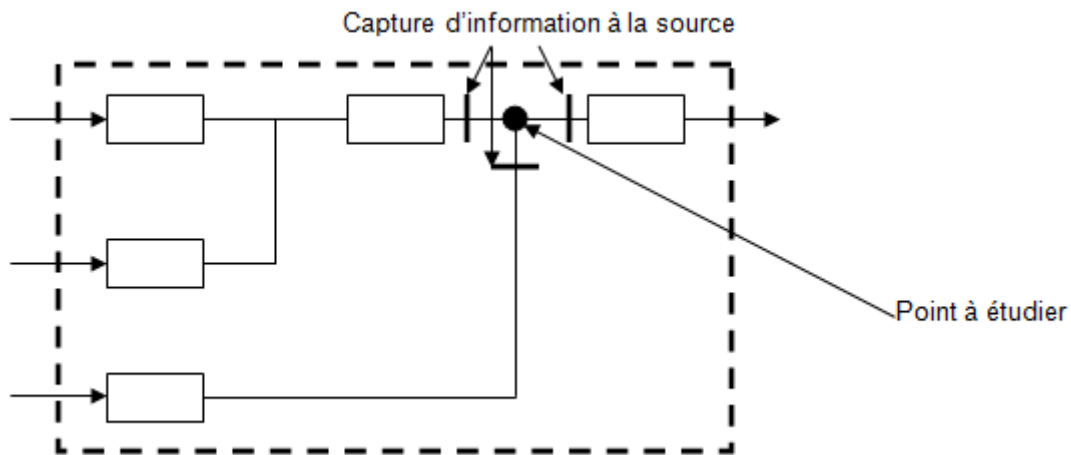 Capture d'information à la source
Point à étudier